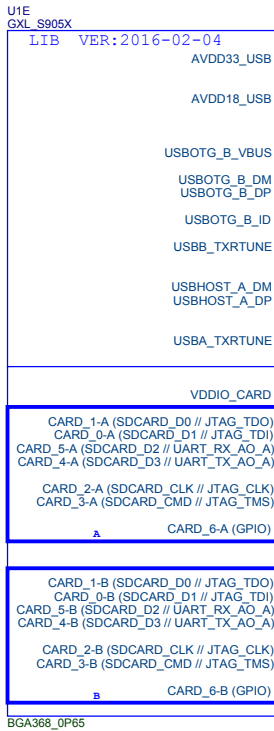 U1E
GXL_S905X
LIB VER:2016-02-04
AVDD33_USB
AVDD18_USB
USBOTG_B_VBUS
USBOTG_B_DM
USBOTG_B_DP
USBOTG_B_ID
USBB_TXRTUNE
USBHOST_A_DM
USBHOST_A_DP
USBA_TXRTUNE
VDDIO_CARD
CARD_1-A (SDCARD_D0 // JTAG_TDO)
CARD_0-A (SDCARD_D1 // JTAG_TDI)
CARD_5-A (SDCARD_D2 // UART_RX_AO_A)
CARD_4-A (SDCARD_D3 // UART_TX_AO_A)
CARD_2-A (SDCARD_CLK // JTAG_CLK)
CARD_3-A (SDCARD_CMD // JTAG_TMS)
A CARD_6-A (GPIO)
CARD_1-B (SDCARD_D0 // JTAG_TDO)
CARD_0-B (SDCARD_D1 // JTAG_TDI)
CARD_5-B (SDCARD_D2 // UART_RX_AO_A)
CARD_4-B (SDCARD_D3 // UART_TX_AO_A)
CARD_2-B (SDCARD_CLK // JTAG_CLK)
CARD_3-B (SDCARD_CMD // JTAG_TMS)
B CARD_6-B (GPIO)
BGA368_0P65